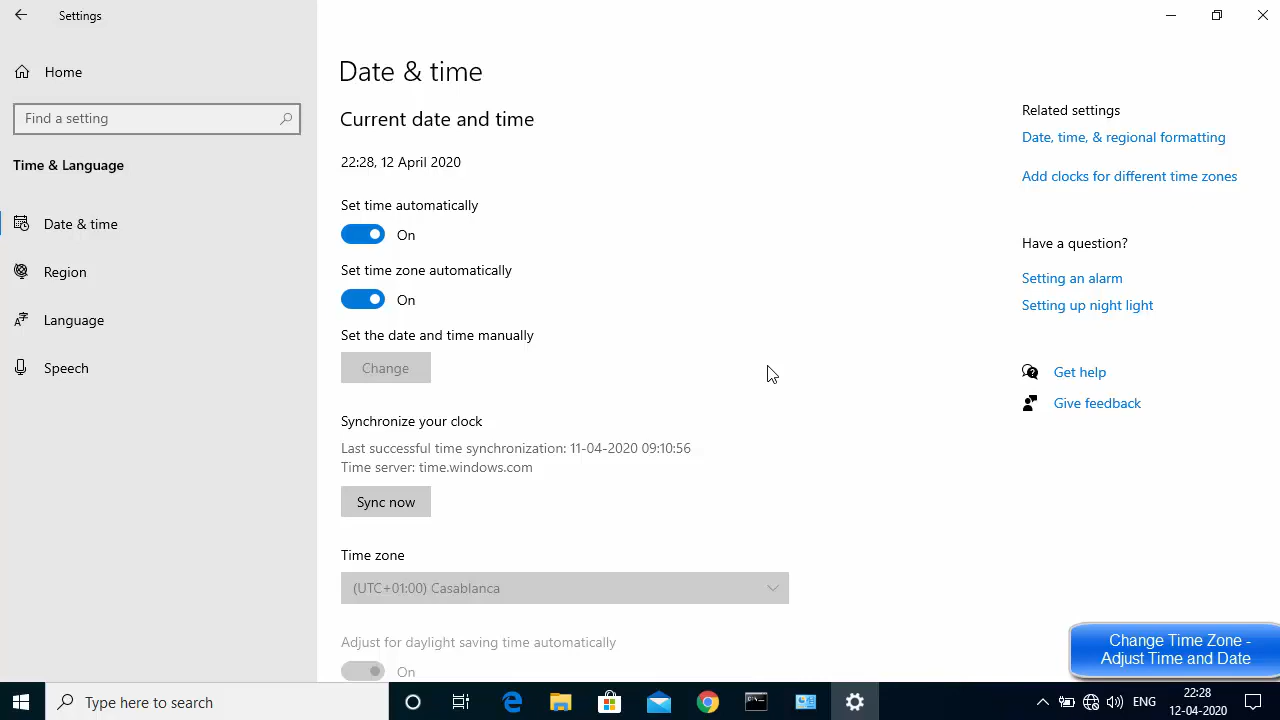 Settings
Home
Find a setting
Time & Language
Date & time
Region
Language
Speech
Date & time
Current date and time
22:28, 12 April 2020
Set time automatically
On
Set time zone automatically
On
Set the date and time manually
Change
Synchronize your clock
Last successful time synchronization: 11-04-2020 09:10:56
Time server: time.windows.com
Sync now
Time zone
(UTC+01:00) Casablanca
Adjust for daylight saving time automatically
On
Related settings
Date, time, & regional formatting
Add clocks for different time zones
Have a question?
Setting an alarm
Setting up night light
Get help
Give feedback
Change Time Zone -
Adjust Time and Date
Type here to search
ENG
22:28
12-04-2020